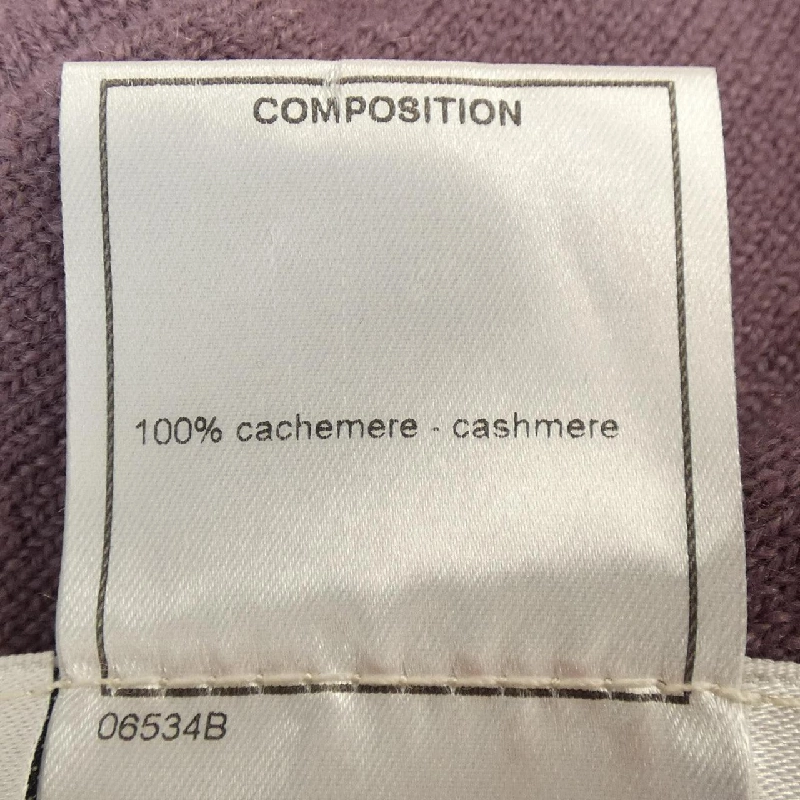 COMPOSITION
100% cachemere - cashmere
06534B